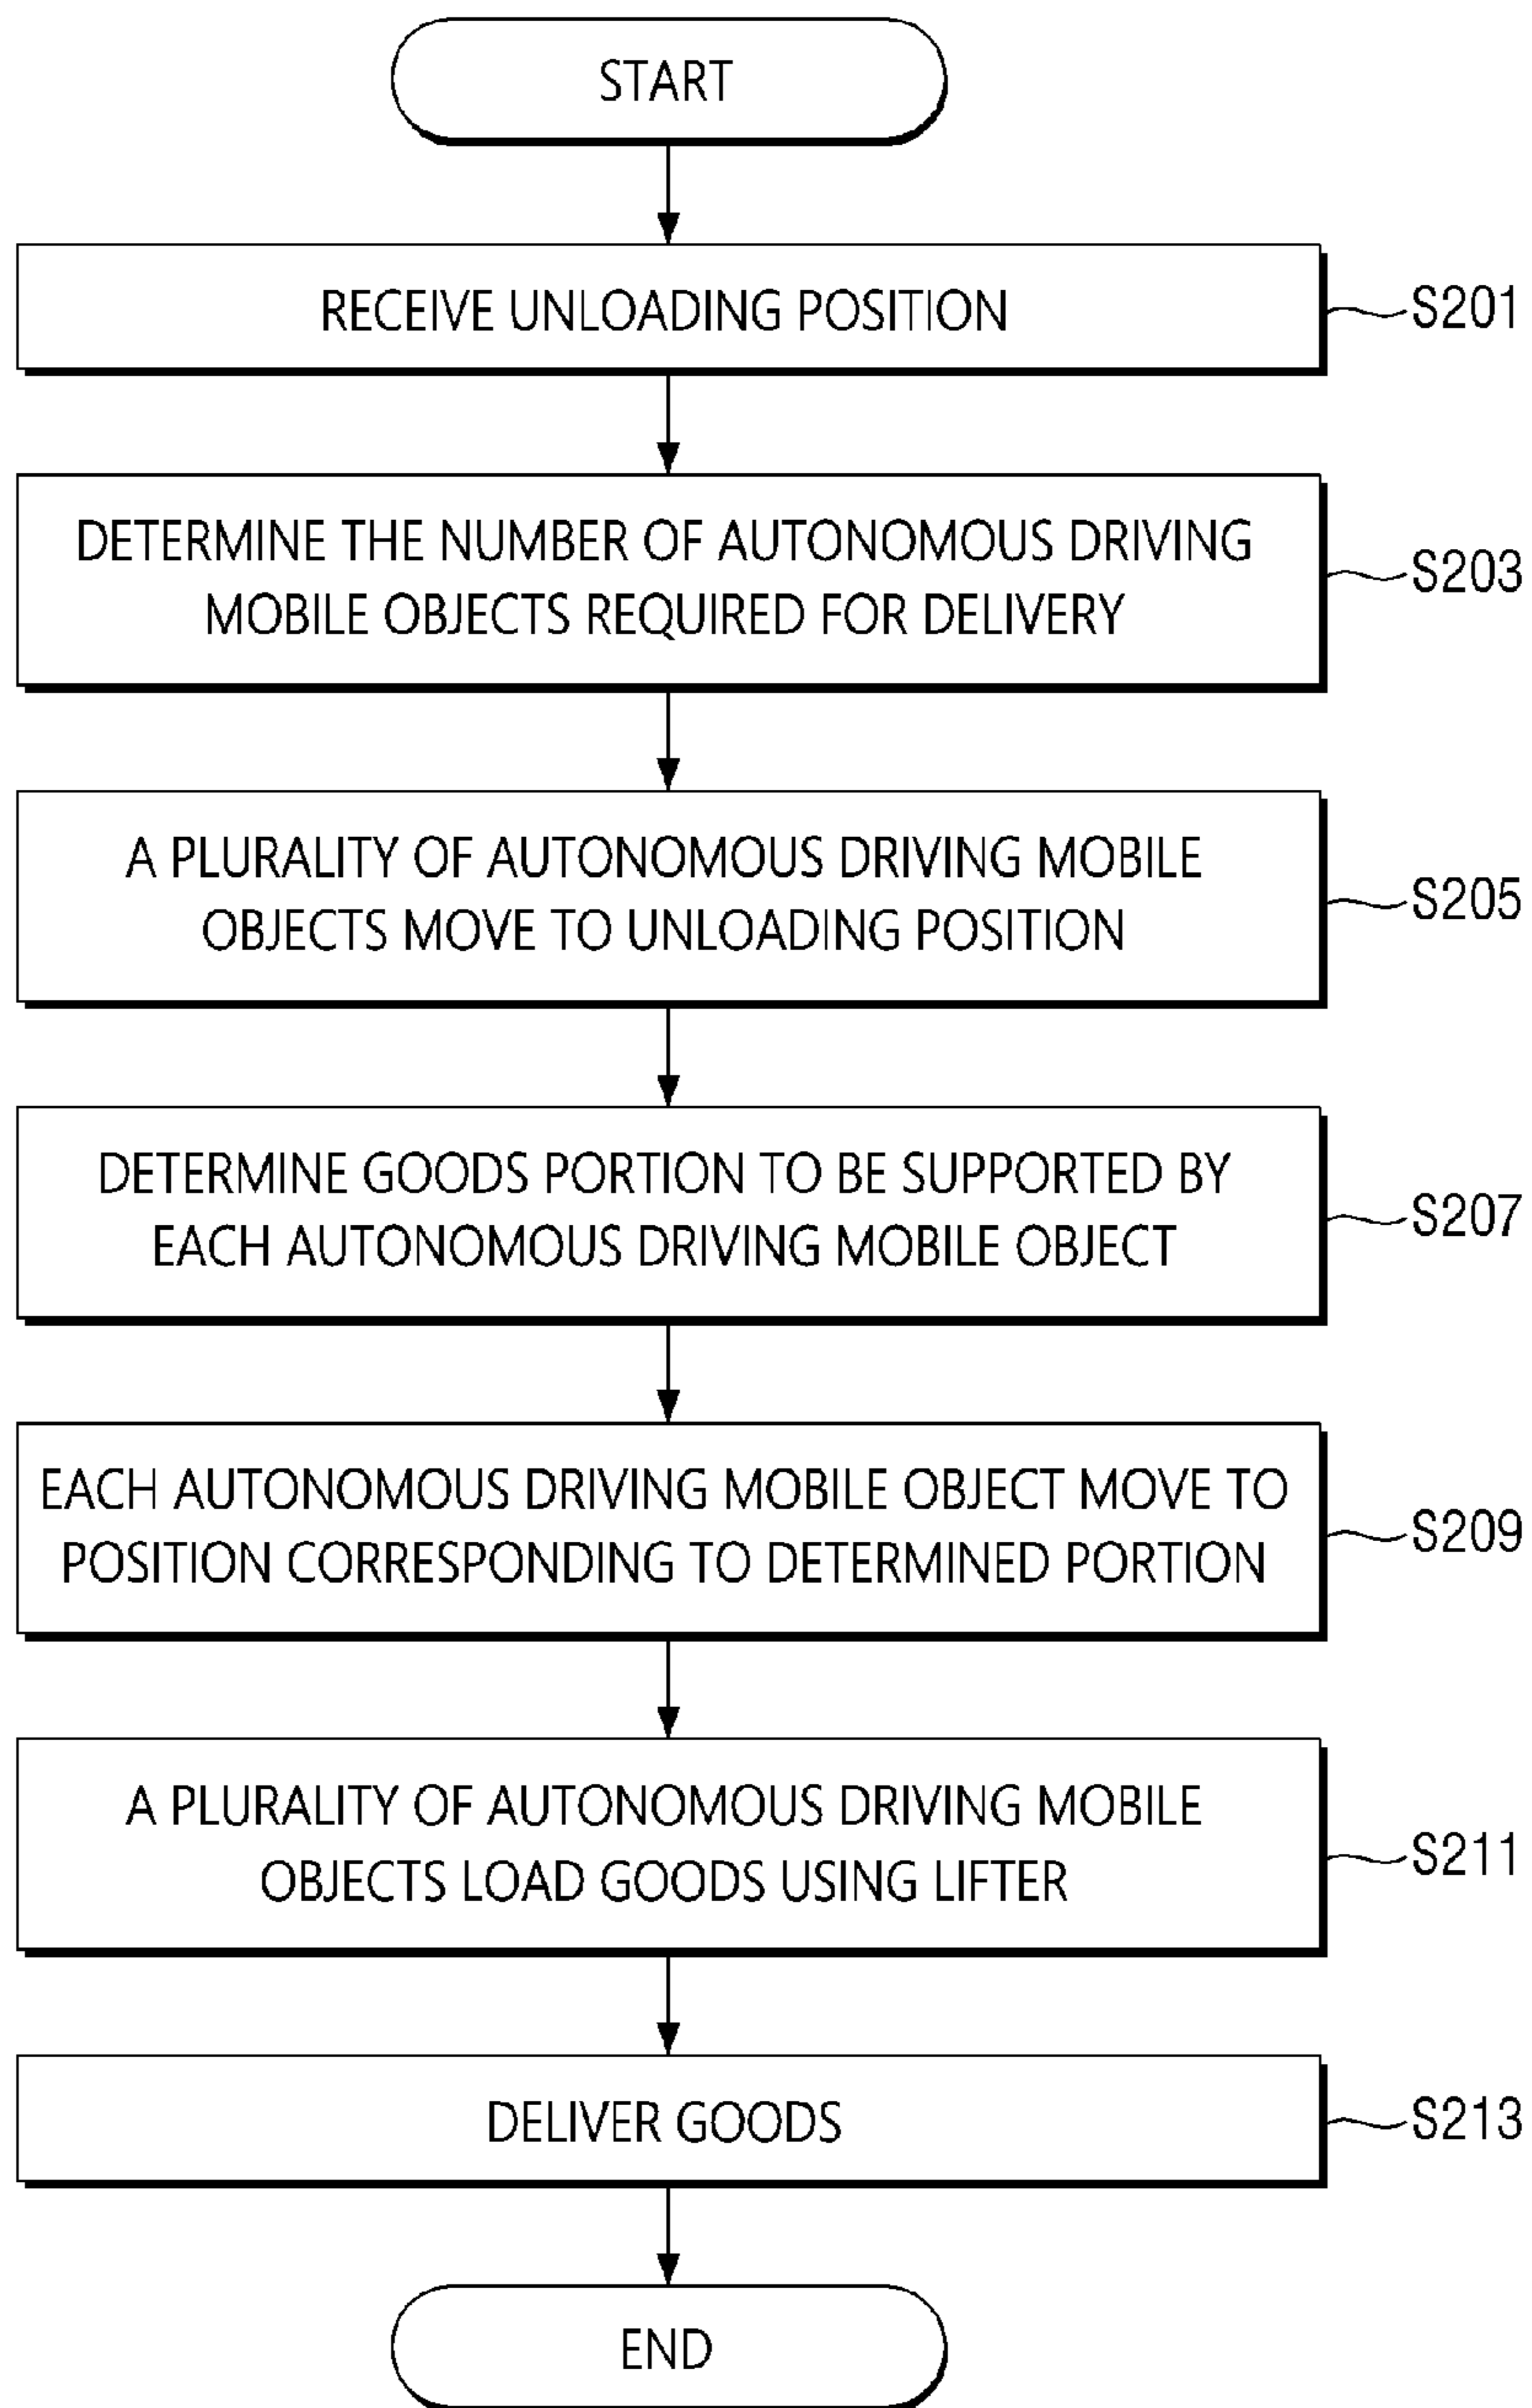 START
RECEIVE UNLOADING POSITION
S201
DETERMINE THE NUMBER OF AUTONOMOUS DRIVING
MOBILE OBJECTS REQUIRED FOR DELIVERY
S203
A PLURALITY OF AUTONOMOUS DRIVING MOBILE
OBJECTS MOVE TO UNLOADING POSITION
S205
DETERMINE GOODS PORTION TO BE SUPPORTED BY
EACH AUTONOMOUS DRIVING MOBILE OBJECT
S207
EACH AUTONOMOUS DRIVING MOBILE OBJECT MOVE TO
POSITION CORRESPONDING TO DETERMINED PORTION
S209
A PLURALITY OF AUTONOMOUS DRIVING MOBILE
OBJECTS LOAD GOODS USING LIFTER
S211
DELIVER GOODS
S213
END